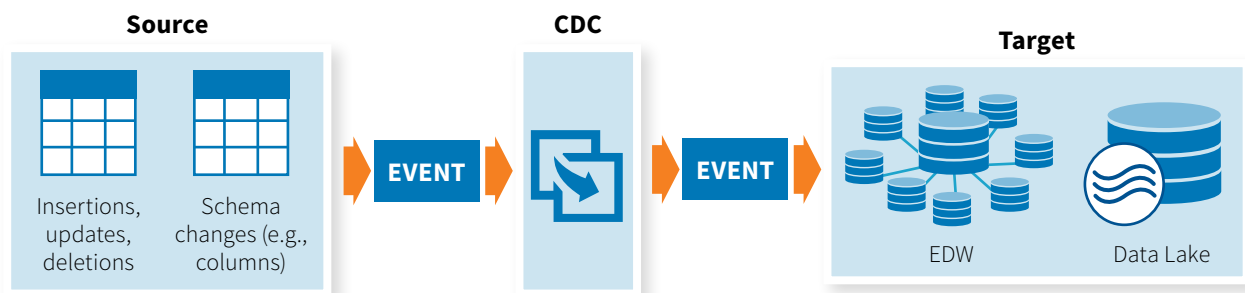 Source
CDC
Target
Insertions,
updates,
deletions
Schema
changes (e.g.,
columns)
EVENT
EVENT
EDW
Data Lake